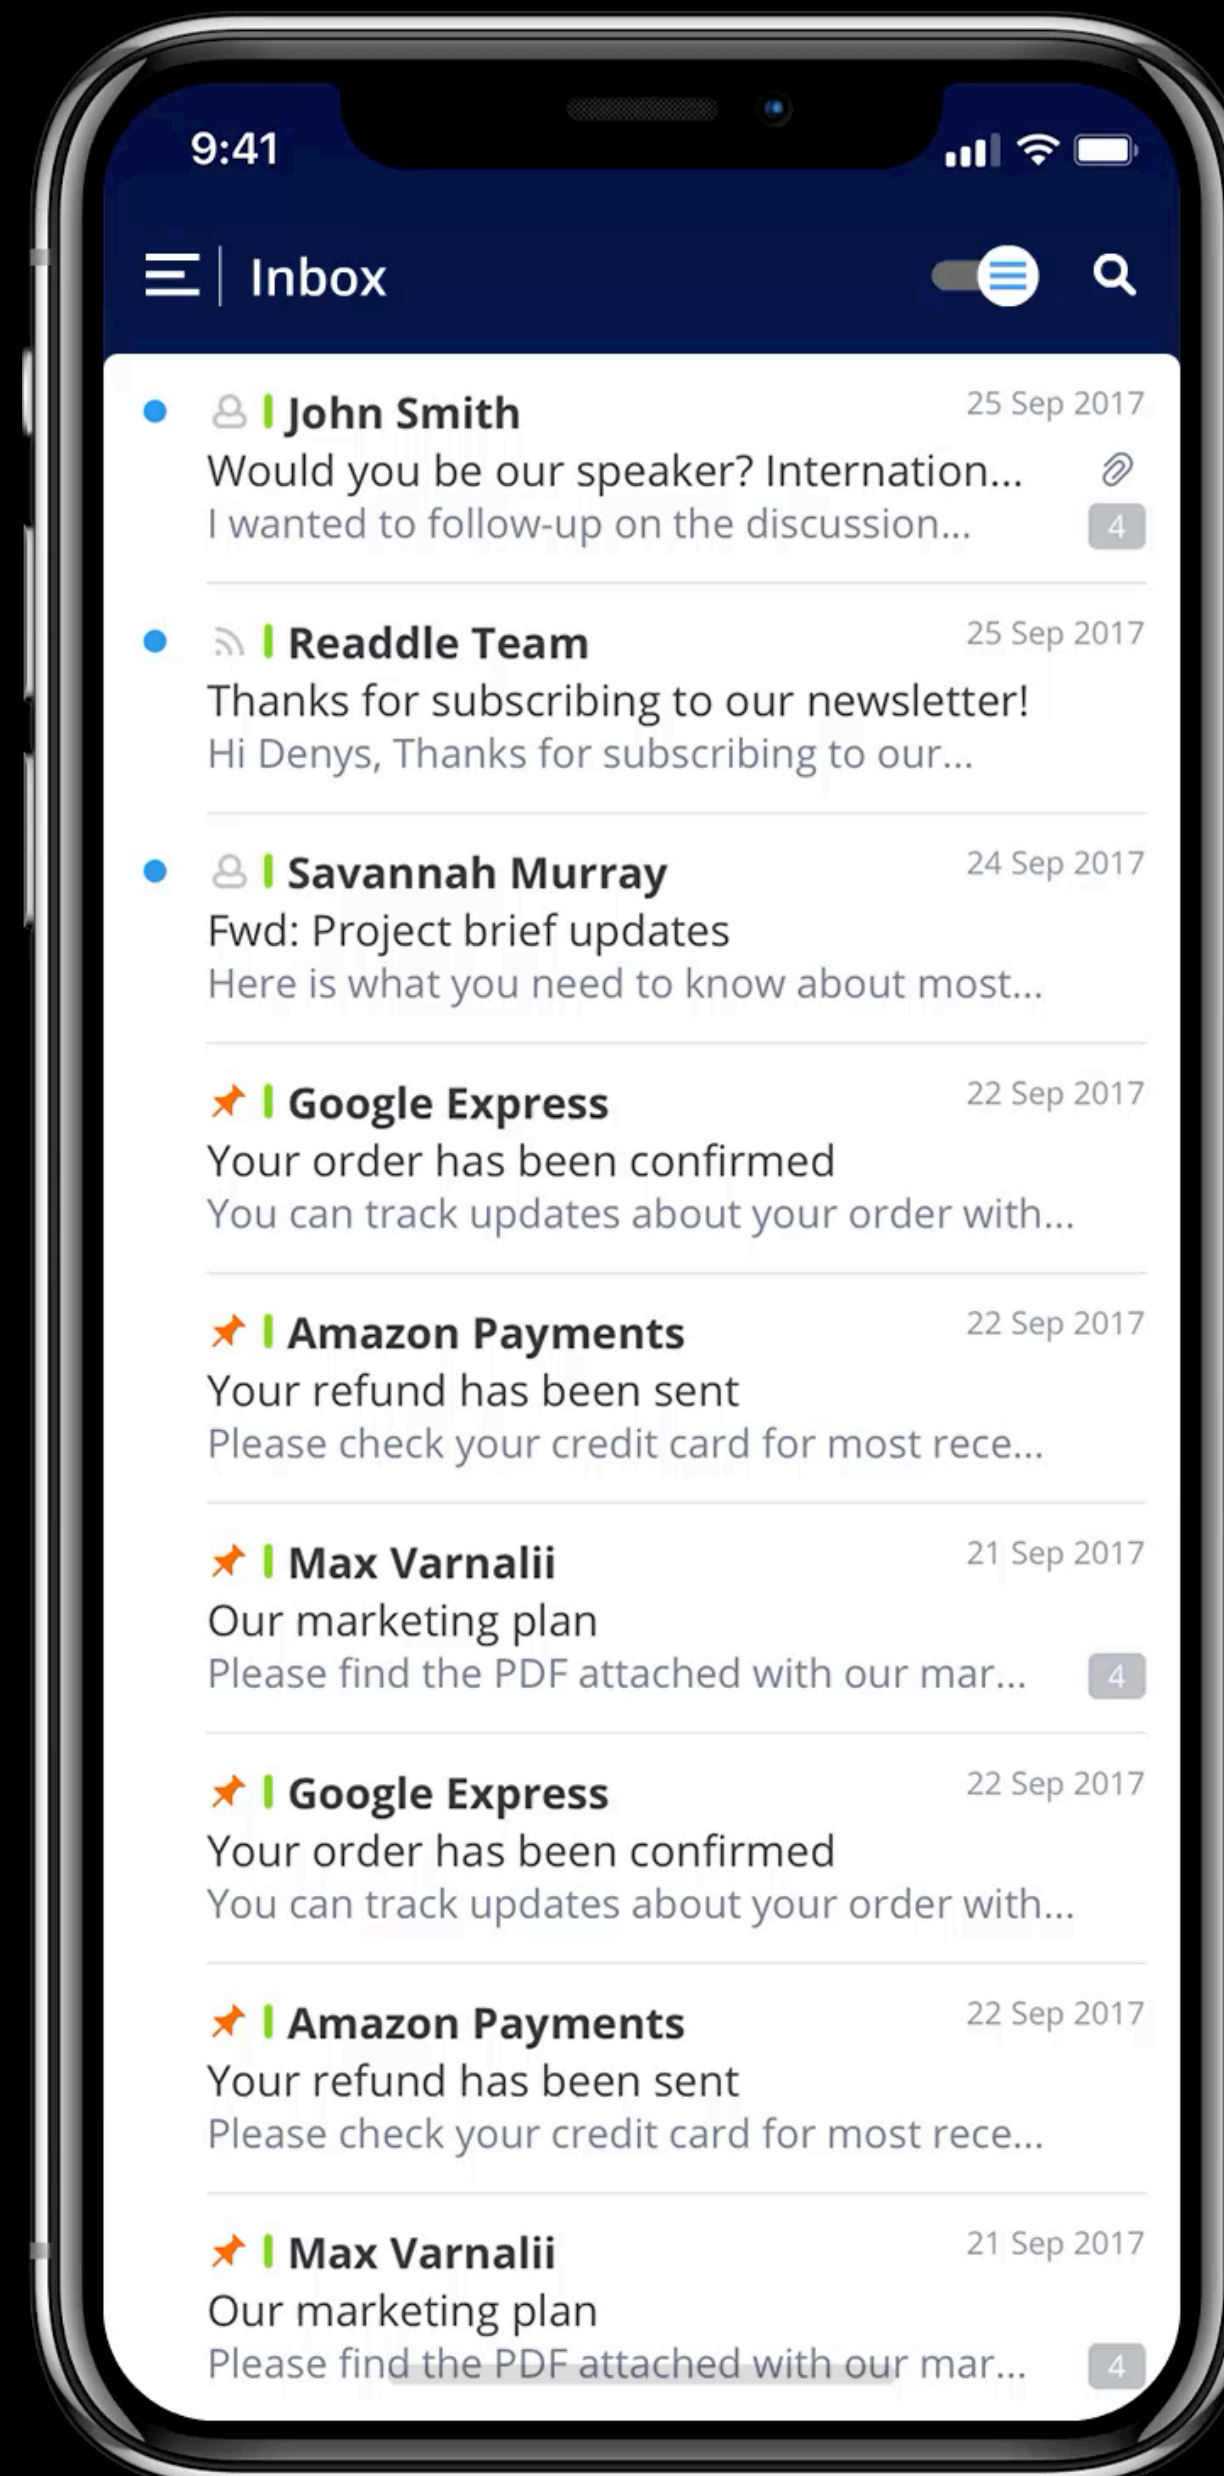 9:41
Inbox
John Smith 25 Sep 2017
Would you be our speaker? Internation...
I wanted to follow-up on the discussion... 4
Readdle Team 25 Sep 2017
Thanks for subscribing to our newsletter!
Hi Denys, Thanks for subscribing to our...
Savannah Murray 24 Sep 2017
Fwd: Project brief updates
Here is what you need to know about most...
Google Express 22 Sep 2017
Your order has been confirmed
You can track updates about your order with...
Amazon Payments 22 Sep 2017
Your refund has been sent
Please check your credit card for most rece...
Max Varnalii 21 Sep 2017
Our marketing plan
Please find the PDF attached with our mar... 4
Google Express 22 Sep 2017
Your order has been confirmed
You can track updates about your order with...
Amazon Payments 22 Sep 2017
Your refund has been sent
Please check your credit card for most rece...
Max Varnalii 21 Sep 2017
Our marketing plan
Please find the PDF attached with our mar... 4